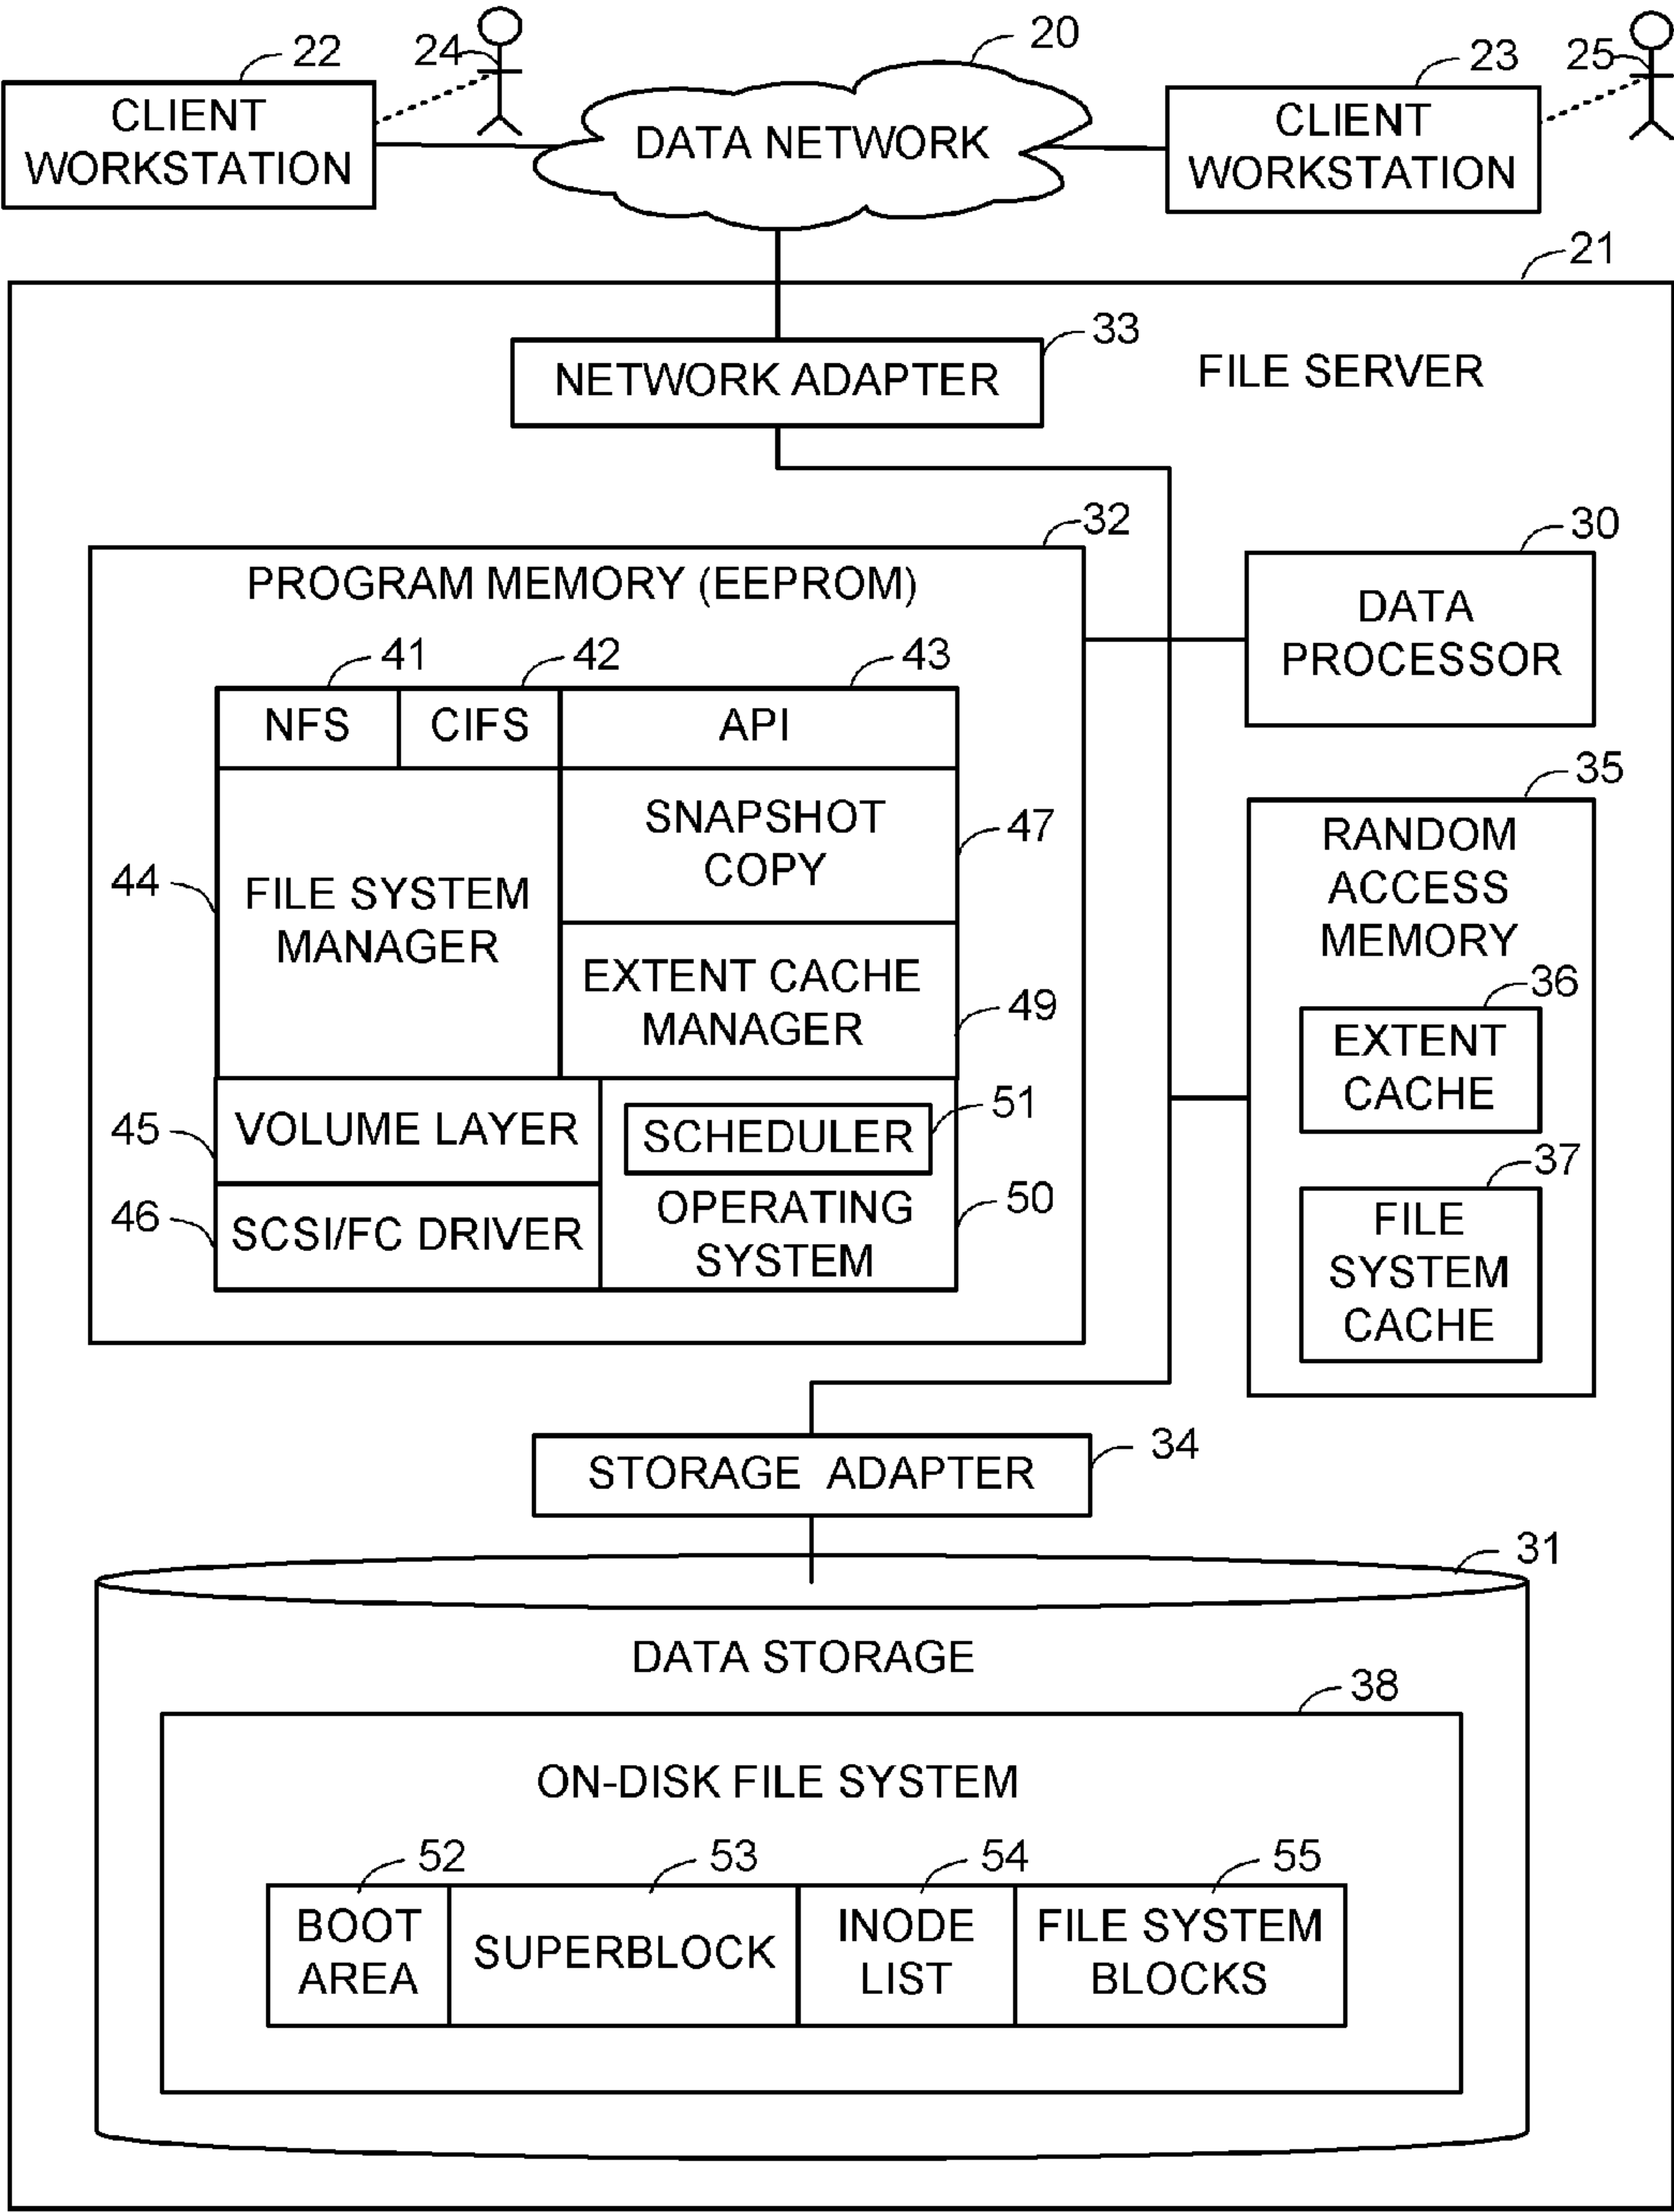 22
24
20
23
25
CLIENT
WORKSTATION
DATA NETWORK
CLIENT
WORKSTATION
21
33
NETWORK ADAPTER
FILE SERVER
32
PROGRAM MEMORY (EEPROM)
30
DATA
PROCESSOR
41
42
43
NFS
CIFS
API
44
FILE SYSTEM
MANAGER
SNAPSHOT
COPY
47
EXTENT CACHE
MANAGER
49
45
VOLUME LAYER
51
SCHEDULER
46
SCSI/FC DRIVER
OPERATING
SYSTEM
50
35
RANDOM
ACCESS
MEMORY
36
EXTENT
CACHE
37
FILE
SYSTEM
CACHE
34
STORAGE ADAPTER
31
DATA STORAGE
38
ON-DISK FILE SYSTEM
52
53
54
55
BOOT
AREA
SUPERBLOCK
INODE
LIST
FILE SYSTEM
BLOCKS